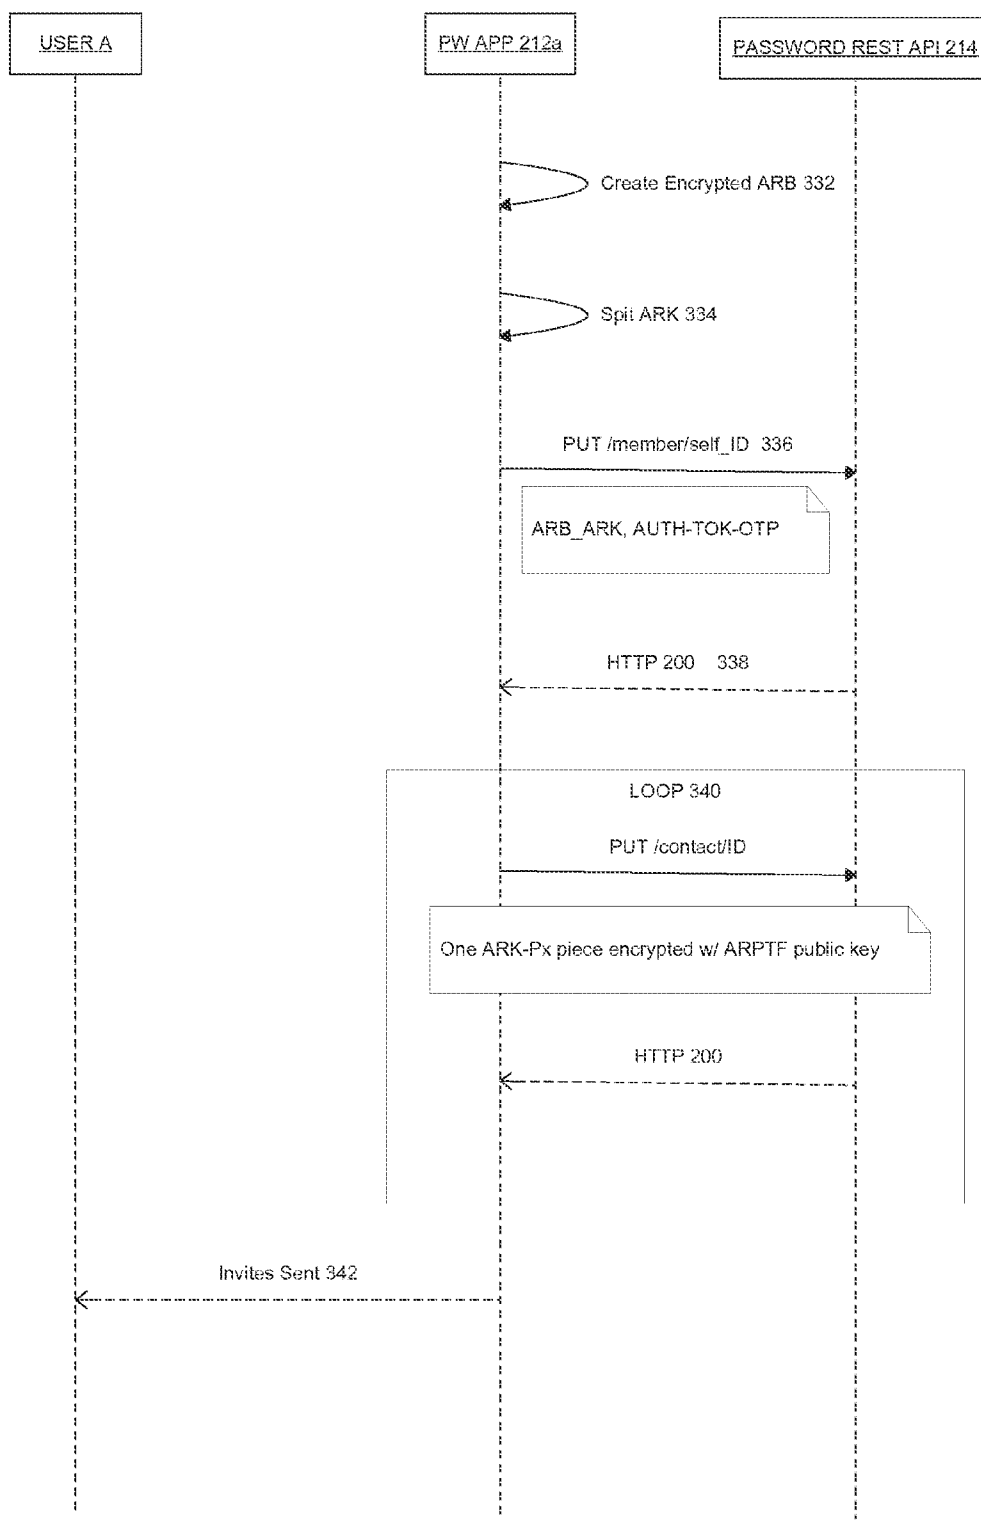 USER A
PW APP 212a
PASSWORD REST API 214
Create Encrypted ARB 332
Split ARK 334
PUT /member/self_ID 336
ARB_ARK, AUTH-TOK-OTP
HTTP 200 338
LOOP 340
PUT /contact/ID
One ARK-Px piece encrypted w/ ARPTF public key
HTTP 200
Invites Sent 342